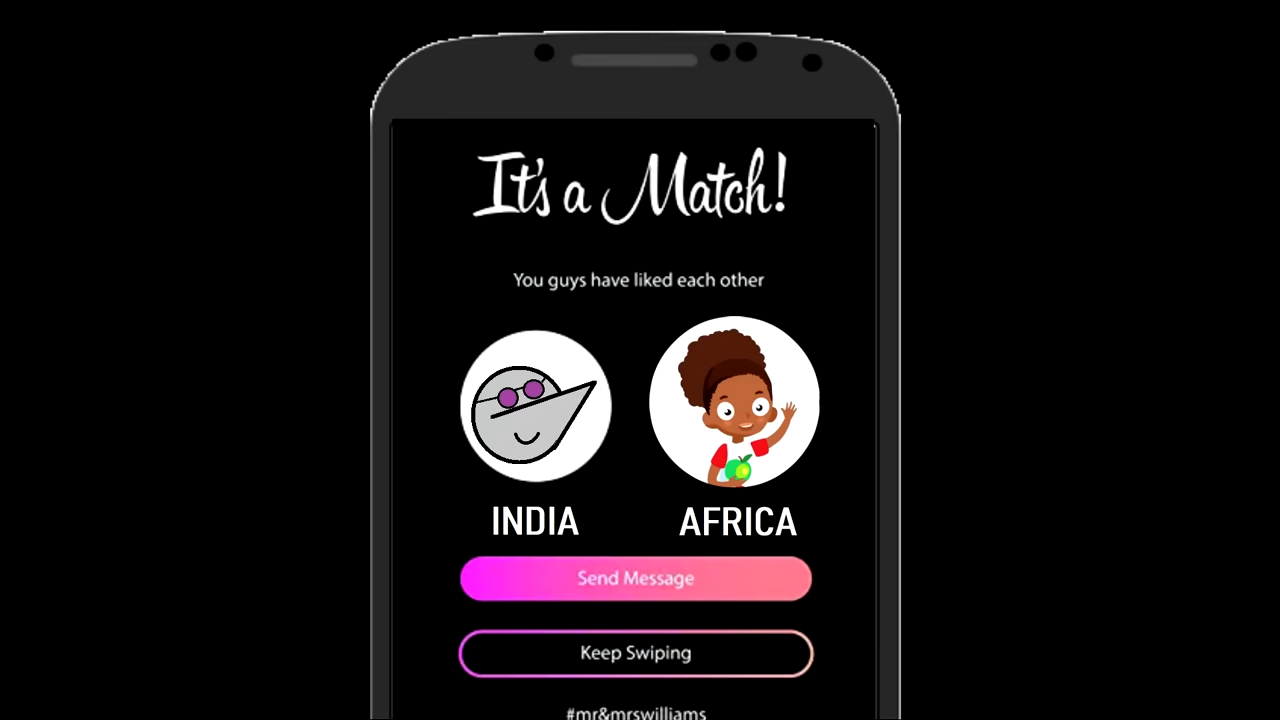 It's a Match!
You guys have liked each other
INDIA
AFRICA
Send Message
Keep Swiping
#mr&mrswilliams